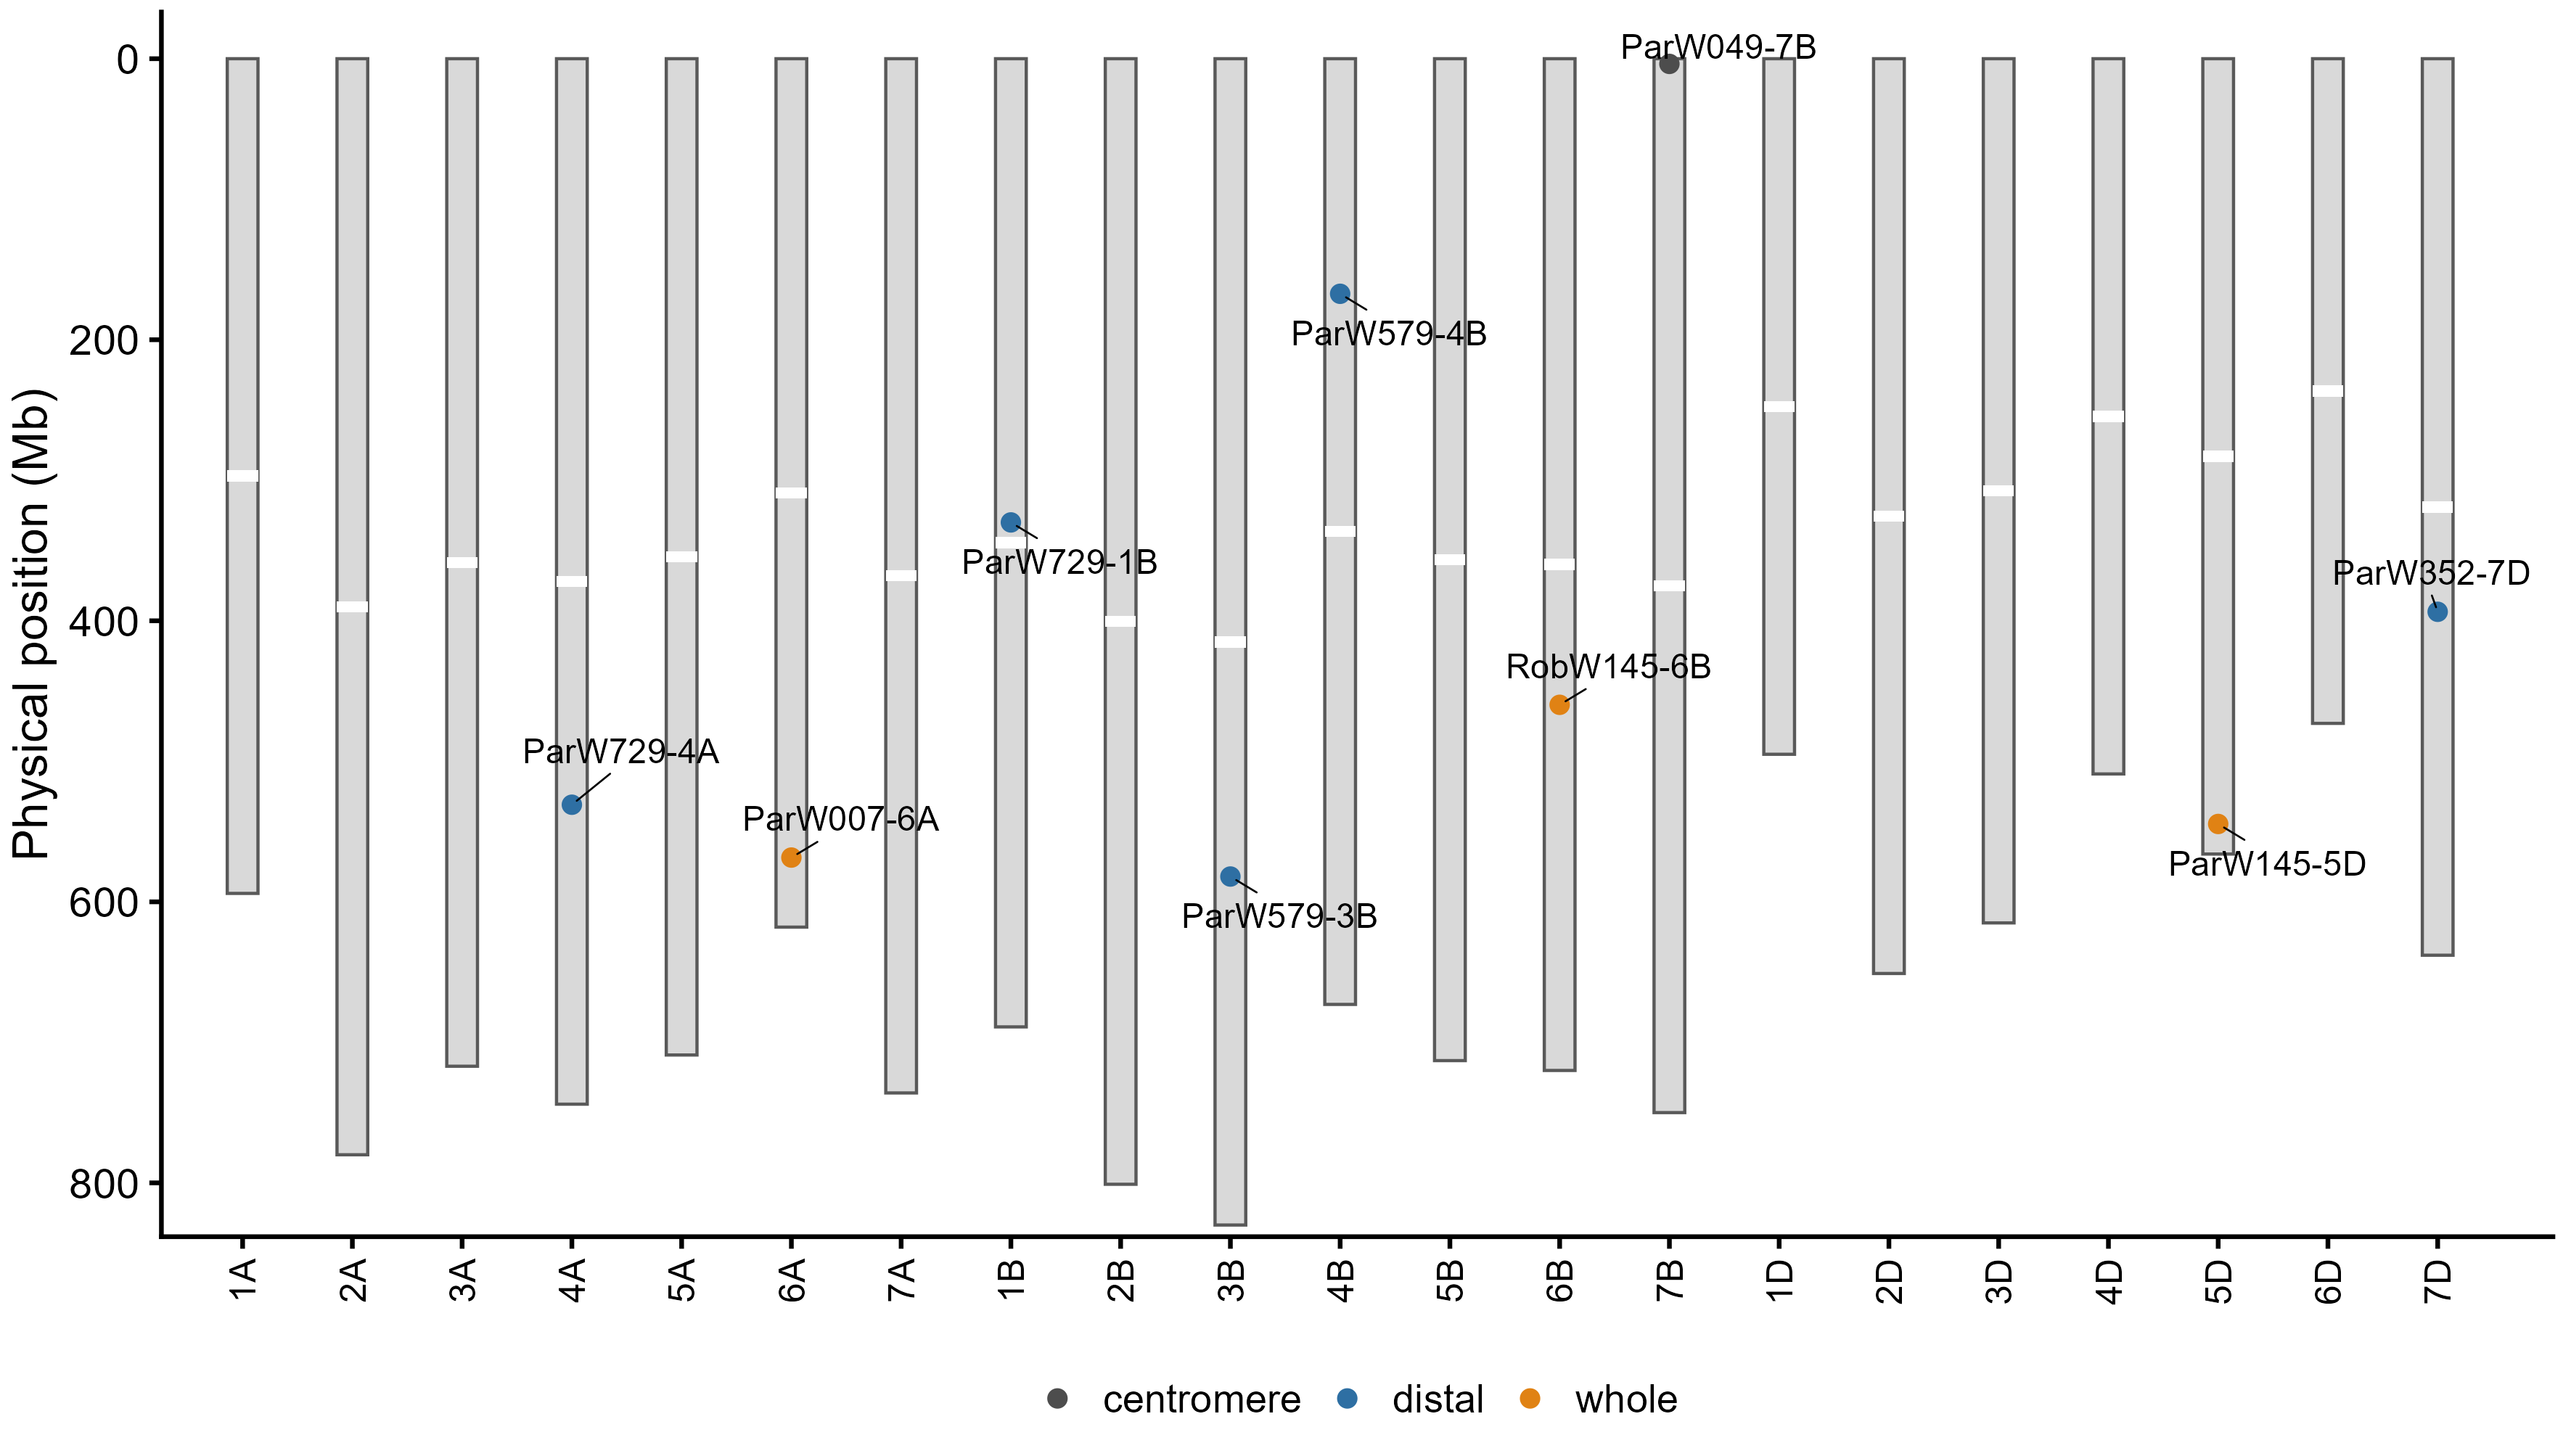 Physical position (Mb)
0
200
400
600
800
ParW049-7B
ParW579-4B
ParW729-1B
ParW352-7D
RobW145-6B
ParW729-4A
ParW007-6A
ParW145-5D
ParW579-3B
1A
2A
3A
4A
5A
6A
7A
1B
2B
3B
4B
5B
6B
7B
1D
2D
3D
4D
5D
6D
7D
centromere distal whole